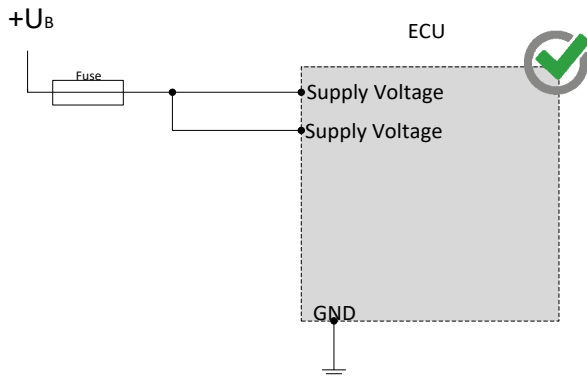 +UB
ECU
Fuse
Supply Voltage
Supply Voltage
GND